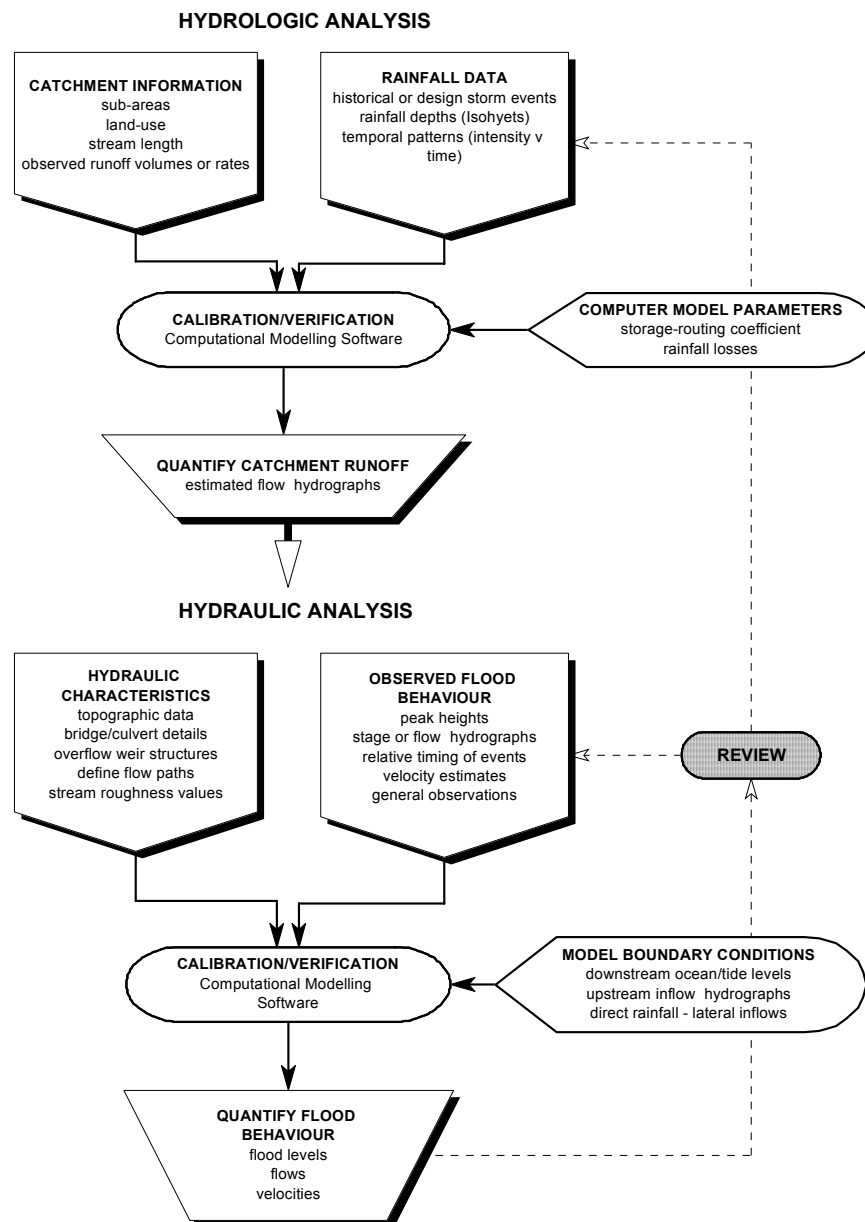 HYDROLOGIC ANALYSIS
CATCHMENT INFORMATION
sub-areas
land-use
stream length
observed runoff volumes or rates
RAINFALL DATA
historical or design storm events
rainfall depths (Isohyets)
temporal patterns (intensity v
time)
CALIBRATION/VERIFICATION
Computational Modelling Software
COMPUTER MODEL PARAMETERS
storage-routing coefficient
rainfall losses
QUANTIFY CATCHMENT RUNOFF
estimated flow hydrographs
HYDRAULIC ANALYSIS
HYDRAULIC
CHARACTERISTICS
topographic data
bridge/culvert details
overflow weir structures
define flow paths
stream roughness values
OBSERVED FLOOD
BEHAVIOUR
peak heights
stage or flow hydrographs
relative timing of events
velocity estimates
general observations
REVIEW
CALIBRATION/VERIFICATION
Computational Modelling
Software
MODEL BOUNDARY CONDITIONS
downstream ocean/tide levels
upstream inflow hydrographs
direct rainfall - lateral inflows
QUANTIFY FLOOD
BEHAVIOUR
flood levels
flows
velocities